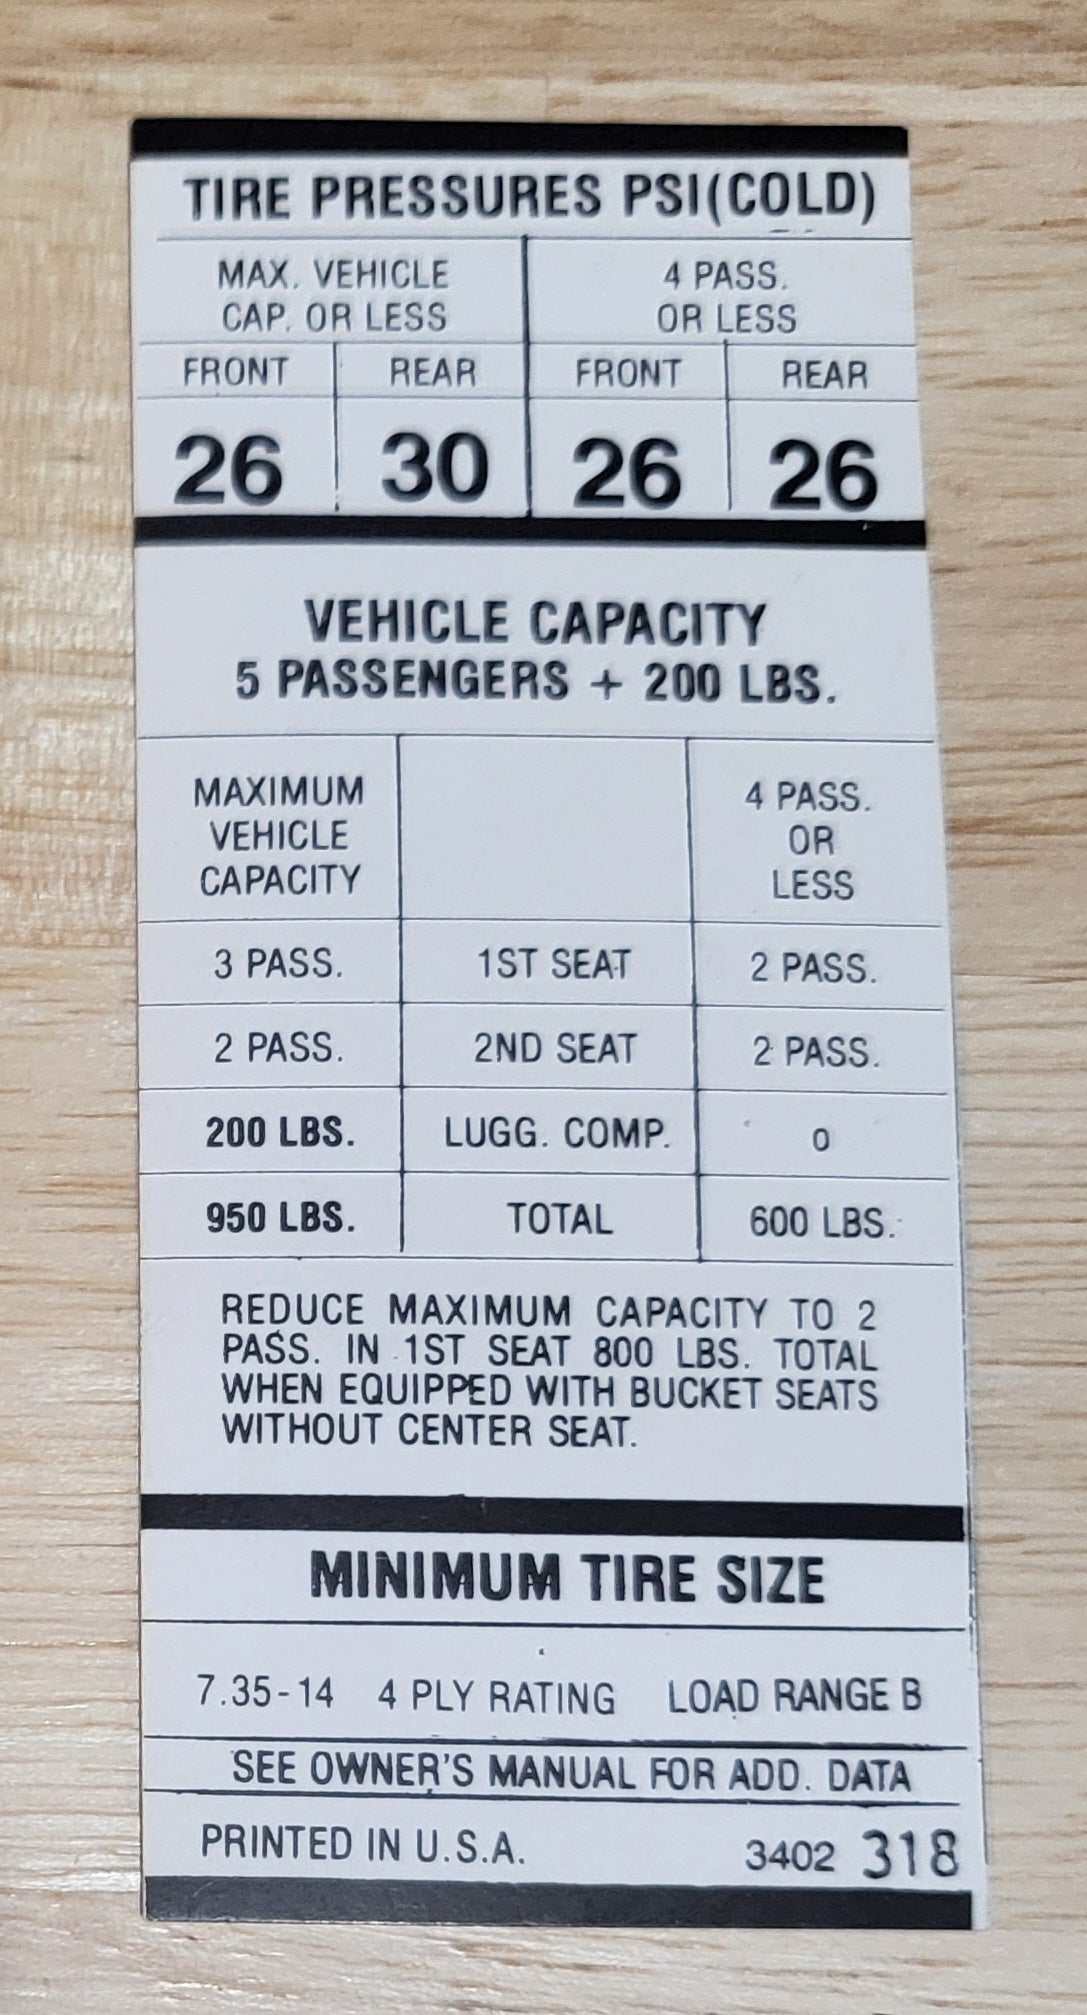 TIRE PRESSURES PSI(COLD)
MAX. VEHICLE
CAP. OR LESS
4 PASS.
OR LESS
FRONT REAR FRONT REAR
26 30 26 26
VEHICLE CAPACITY
5 PASSENGERS + 200 LBS.
MAXIMUM
VEHICLE
CAPACITY
4 PASS.
OR
LESS
3 PASS. 1ST SEAT 2 PASS.
2 PASS. 2ND SEAT 2 PASS.
200 LBS. LUGG. COMP. 0
950 LBS. TOTAL 600 LBS.
REDUCE MAXIMUM CAPACITY TO 2
PASS. IN 1ST SEAT 800 LBS. TOTAL
WHEN EQUIPPED WITH BUCKET SEATS
WITHOUT CENTER SEAT.
MINIMUM TIRE SIZE
7.35-14 4 PLY RATING LOAD RANGE B
SEE OWNER'S MANUAL FOR ADD. DATA
PRINTED IN U.S.A. 3402 318